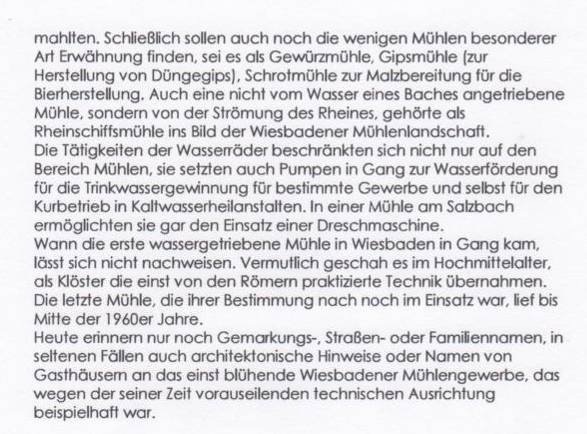 mahlten. Schließlich sollen auch noch die wenigen Mühlen besonderer
Art Erwähnung finden, sei es als Gewürzmühle, Gipsmühle (zur
Herstellung von Düngegips), Schrotmühle zur Malzbereitung für die
Bierherstellung. Auch eine nicht vom Wasser eines Baches angetriebene
Mühle, sondern von der Strömung des Rheines, gehörte als
Rheinschiffsmühle ins Bild der Wiesbadener Mühlenlandschaft.
Die Tätigkeiten der Wasserräder beschränkten sich nicht nur auf den
Bereich Mühlen, sie setzten auch Pumpen in Gang zur Wasserförderung
für die Trinkwassergewinnung für bestimmte Gewerbe und selbst für den
Kurbetrieb in Kaltwasserheilanstalten. In einer Mühle am Salzbach
ermöglichten sie gar den Einsatz einer Dreschmaschine.
Wann die erste wassergetriebene Mühle in Wiesbaden in Gang kam,
lässt sich nicht nachweisen. Vermutlich geschah es im Hochmittelalter,
als Klöster die einst von den Römern praktizierte Technik übernahmen.
Die letzte Mühle, die ihrer Bestimmung nach noch im Einsatz war, lief bis
Mitte der 1960er Jahre.
Heute erinnern nur noch Gemarkungs-, Straßen- oder Familiennamen, in
seltenen Fällen auch architektonische Hinweise oder Namen von
Gasthäusern an das einst blühende Wiesbadener Mühlengewerbe, das
wegen der seiner Zeit vorauseilenden technischen Ausrichtung
beispielhaft war.